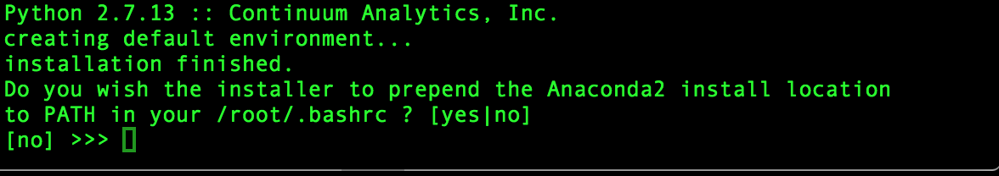 Python 2.7.13 :: Continuum Analytics, Inc.
creating default environment...
installation finished.
Do you wish the installer to prepend the Anaconda2 install location
to PATH in your /root/.bashrc ? [yes|no]
[no] >>>